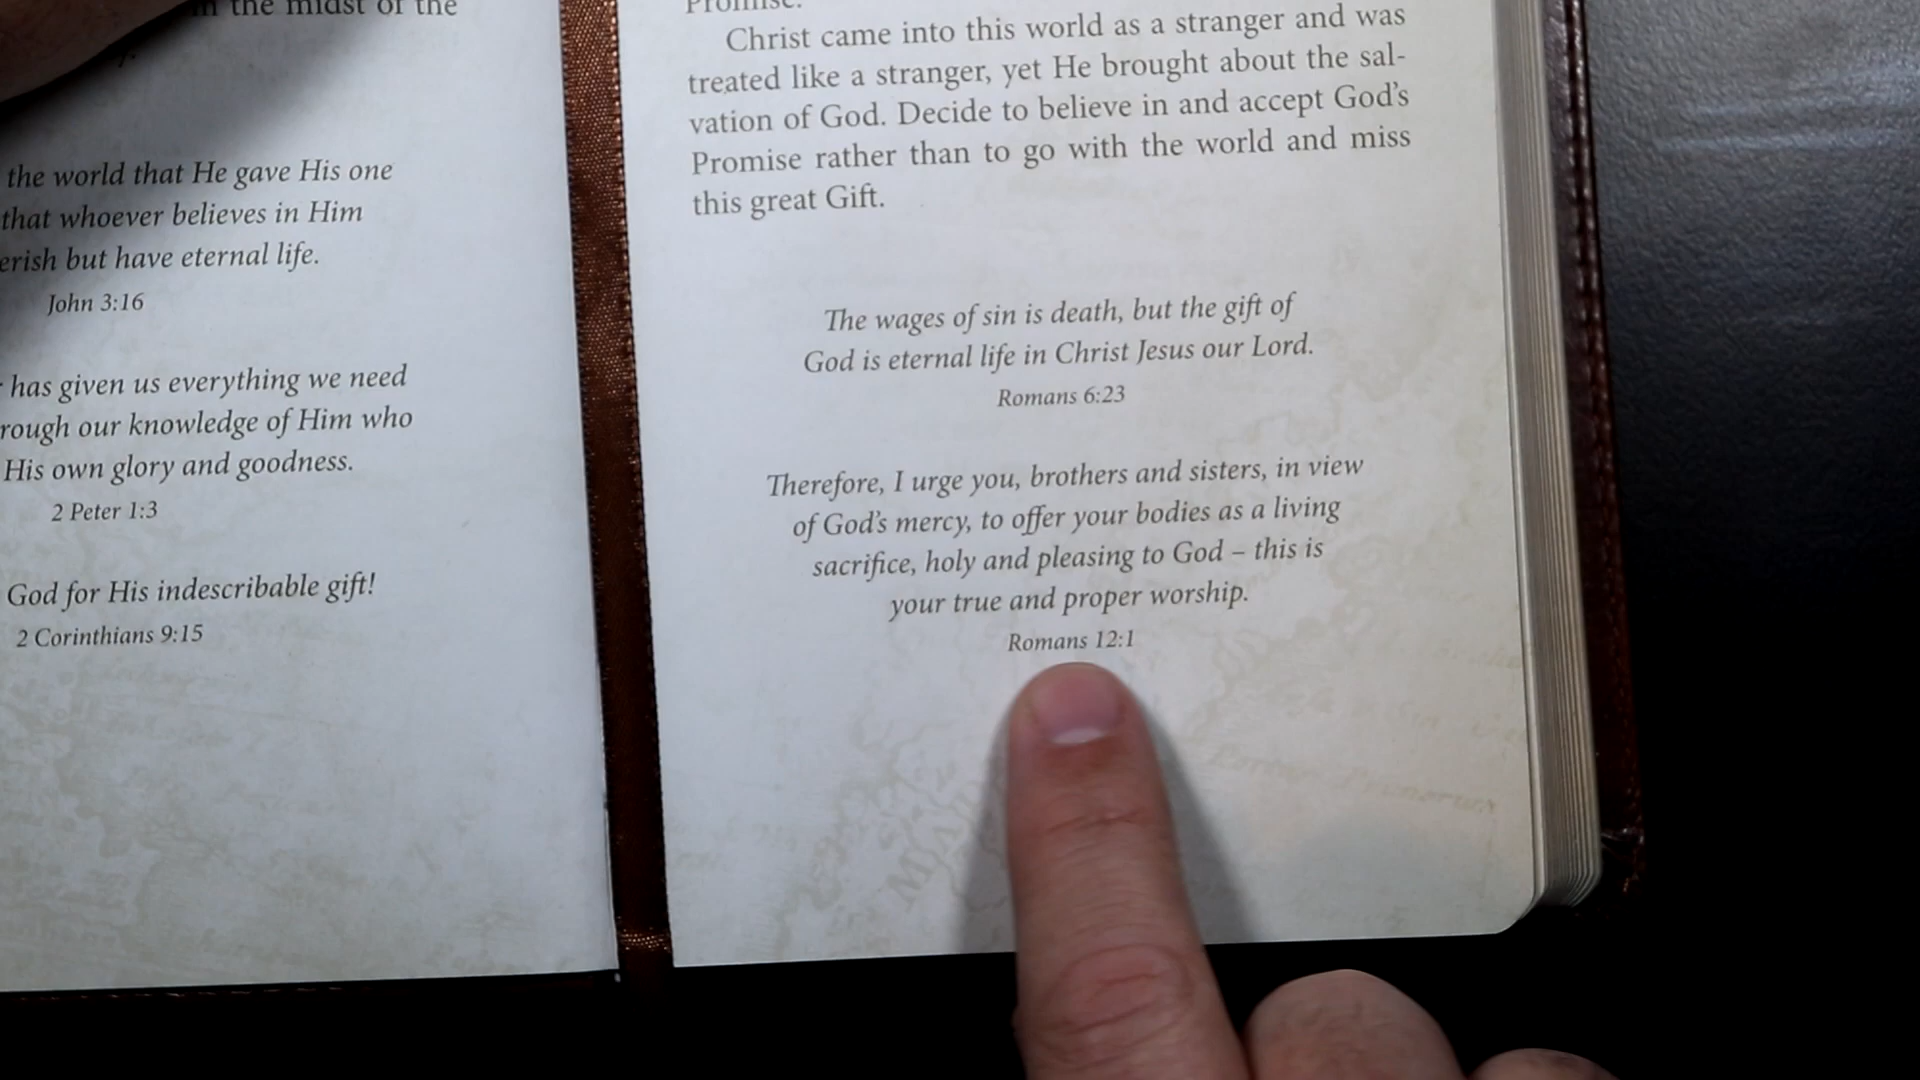 in the midst of the
the world that He gave His one
that whoever believes in Him
erish but have eternal life.
John 3:16
has given us everything we need
rough our knowledge of Him who
His own glory and goodness.
2 Peter 1:3
God for His indescribable gift!
2 Corinthians 9:15
Promise.
Christ came into this world as a stranger and was
treated like a stranger, yet He brought about the sal-
vation of God. Decide to believe in and accept God's
Promise rather than to go with the world and miss
this great Gift.
The wages of sin is death, but the gift of
God is eternal life in Christ Jesus our Lord.
Romans 6:23
Therefore, I urge you, brothers and sisters, in view
of God's mercy, to offer your bodies as a living
sacrifice, holy and pleasing to God – this is
your true and proper worship.
Romans 12:1